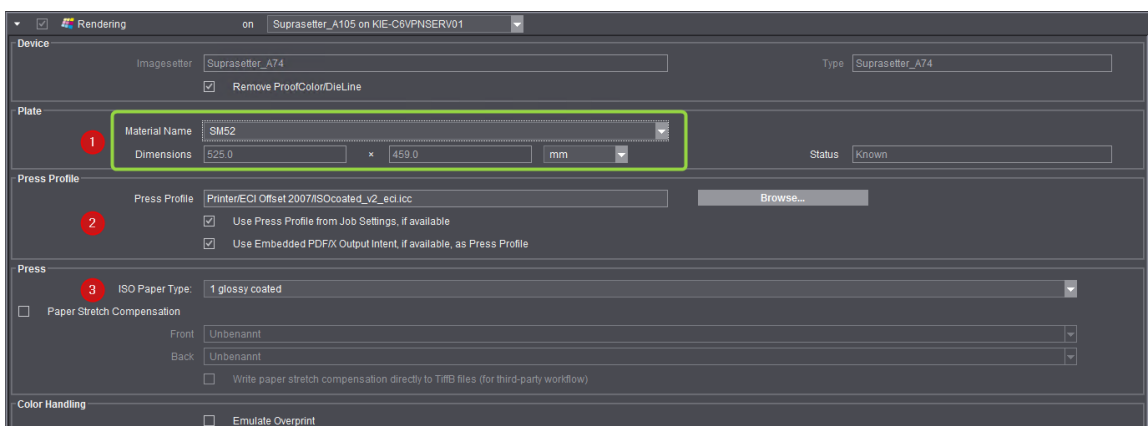 Rendering on Suprasetter_A105 on KIE-C6VPNSERV01
Device
Imagesetter Suprasetter_A74 Type Suprasetter_A74
Remove ProofColor/DieLine
Plate
1 Material Name SM52
Dimensions 525.0 × 459.0 mm Status Known
Press Profile
Press Profile Printer/ECI Offset 2007/ISOcoated_v2_eci.icc Browse...
2 Use Press Profile from Job Settings, if available
Use Embedded PDF/X Output Intent, if available, as Press Profile
Press
3 ISO Paper Type: 1 glossy coated
Paper Stretch Compensation
Front Unbenannt
Back Unbenannt
Write paper stretch compensation directly to TiffB files (for third-party workflow)
Color Handling
Emulate Overprint